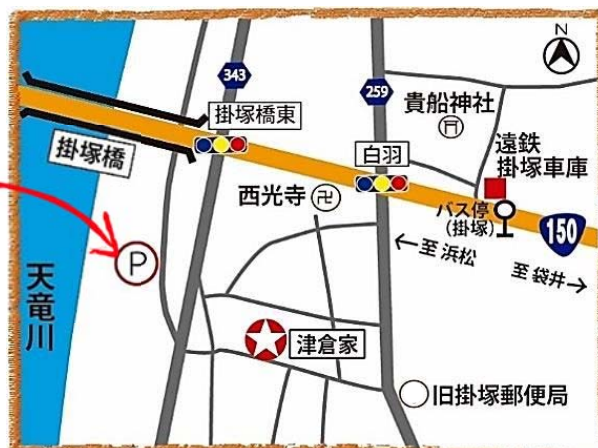 N
343
259
掛塚橋東
貴船神社
掛塚橋
白羽
遠鉄
掛塚車庫
西光寺
バス停
(掛塚)
150
←至 浜松
至 袋井→
P
天竜川
津倉家
旧掛塚郵便局